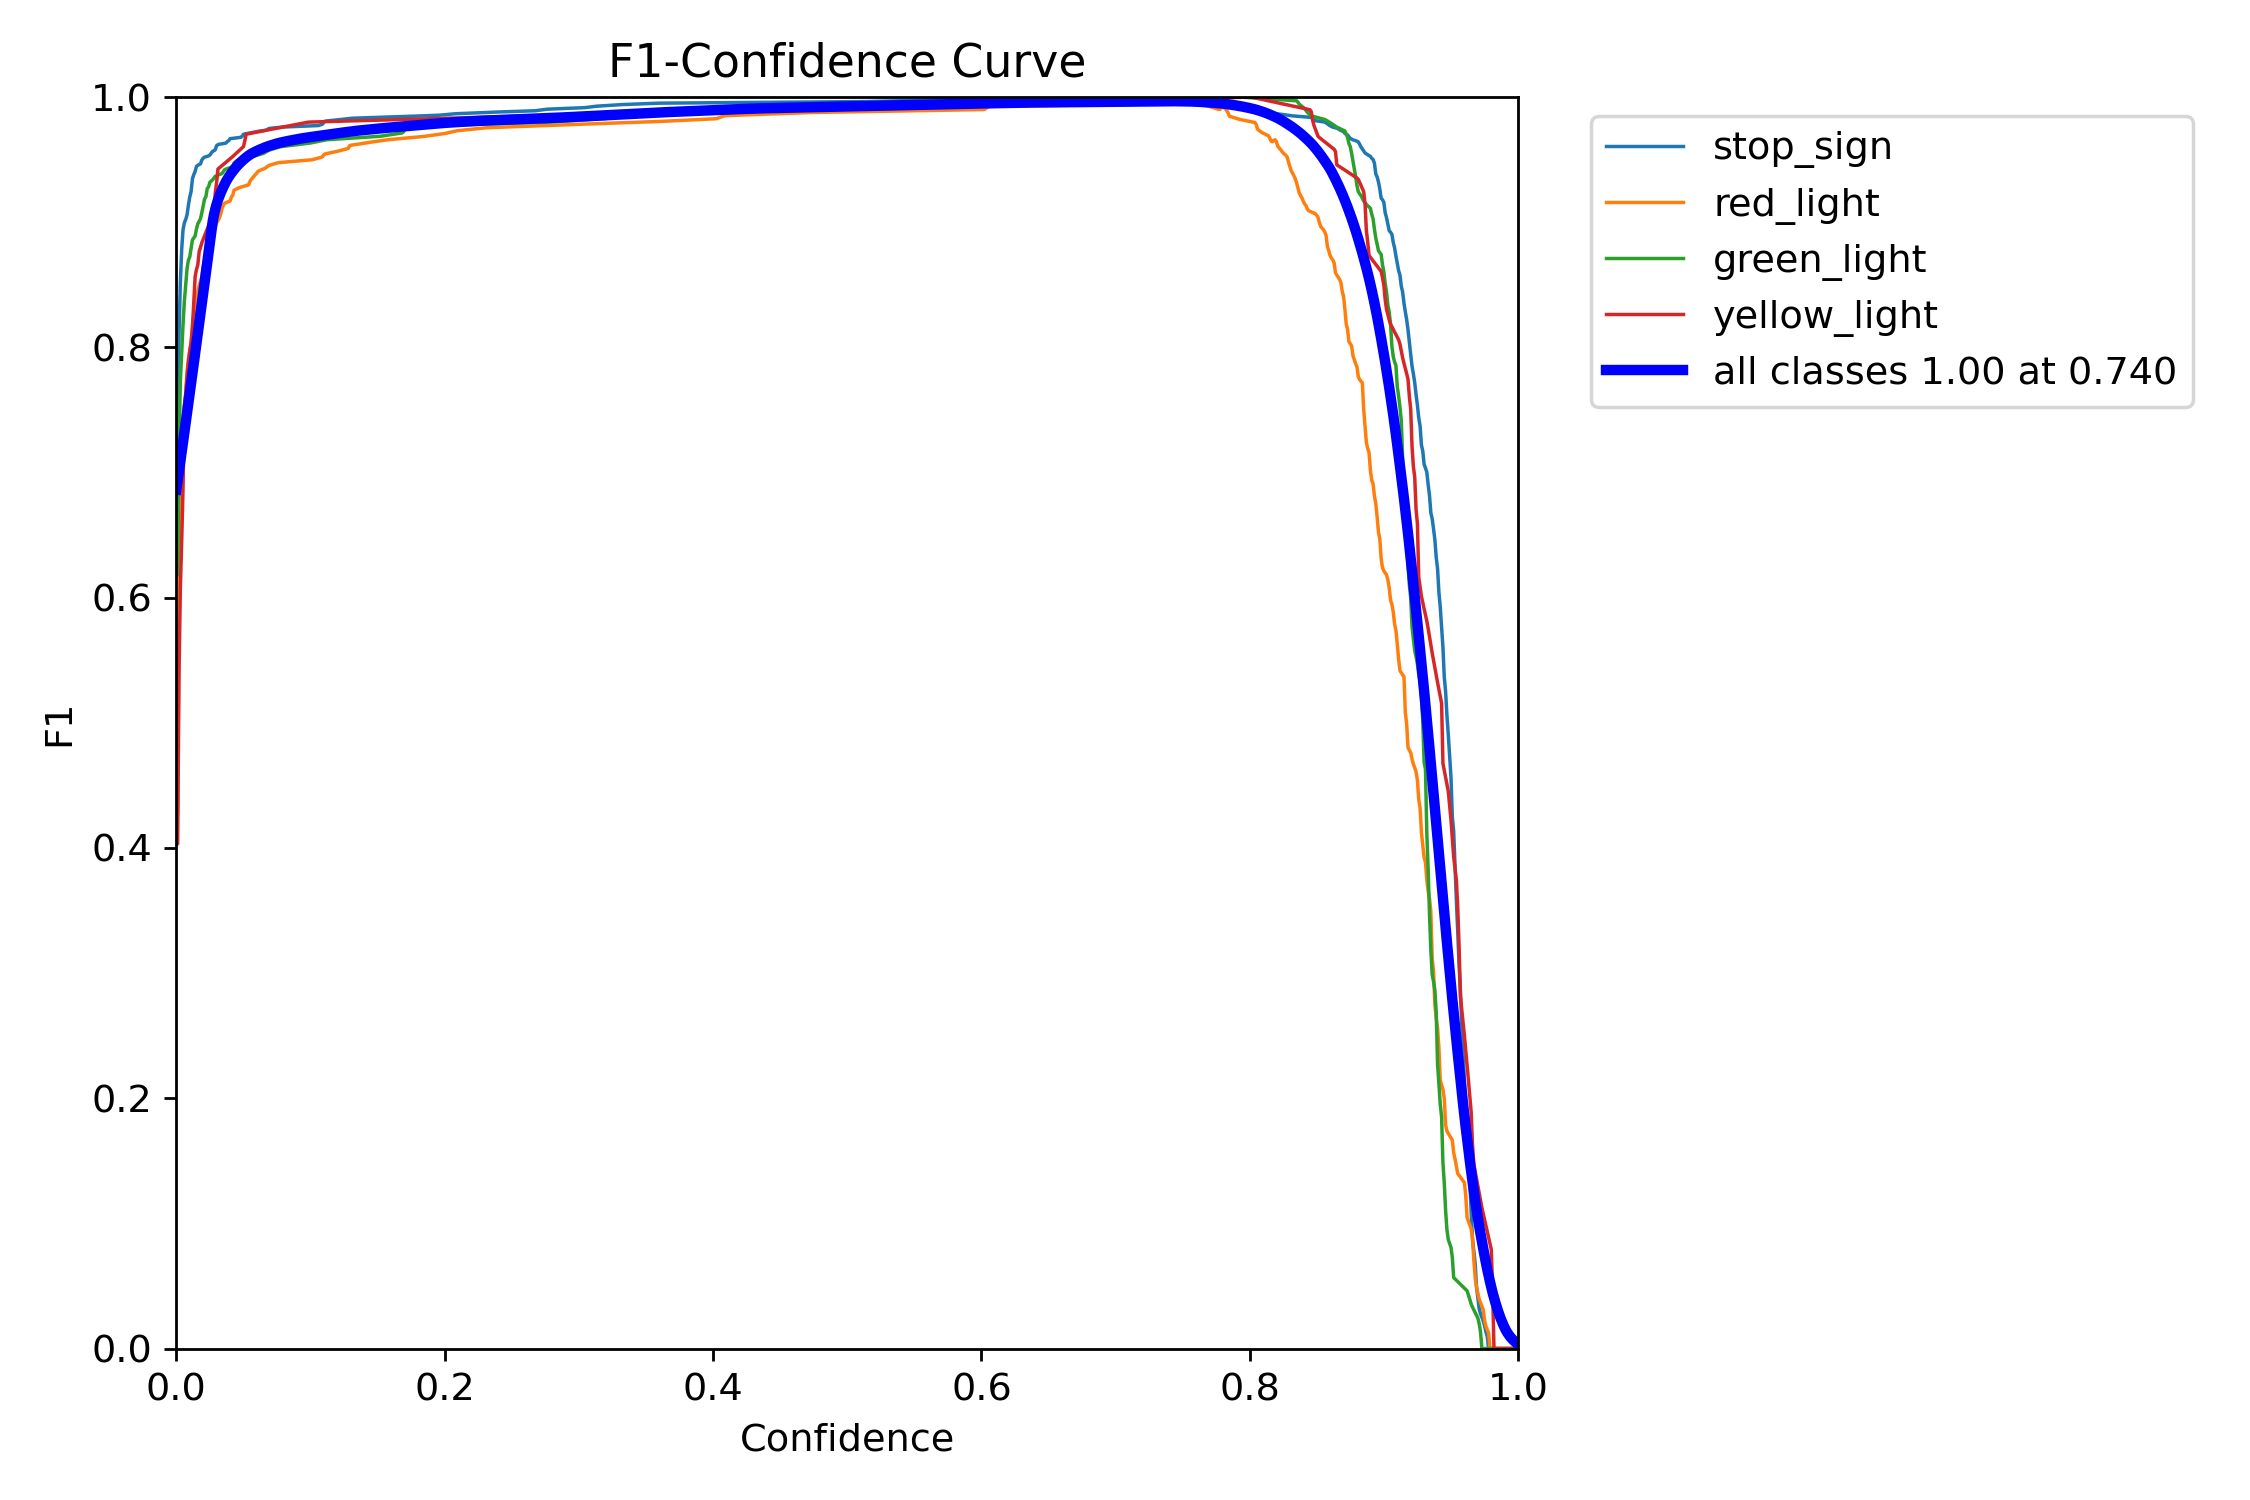 F1-Confidence Curve
1.0
0.8
0.6
0.4
0.2
0.0
F1
0.0 0.2 0.4 0.6 0.8 1.0
Confidence
stop_sign
red_light
green_light
yellow_light
all classes 1.00 at 0.740